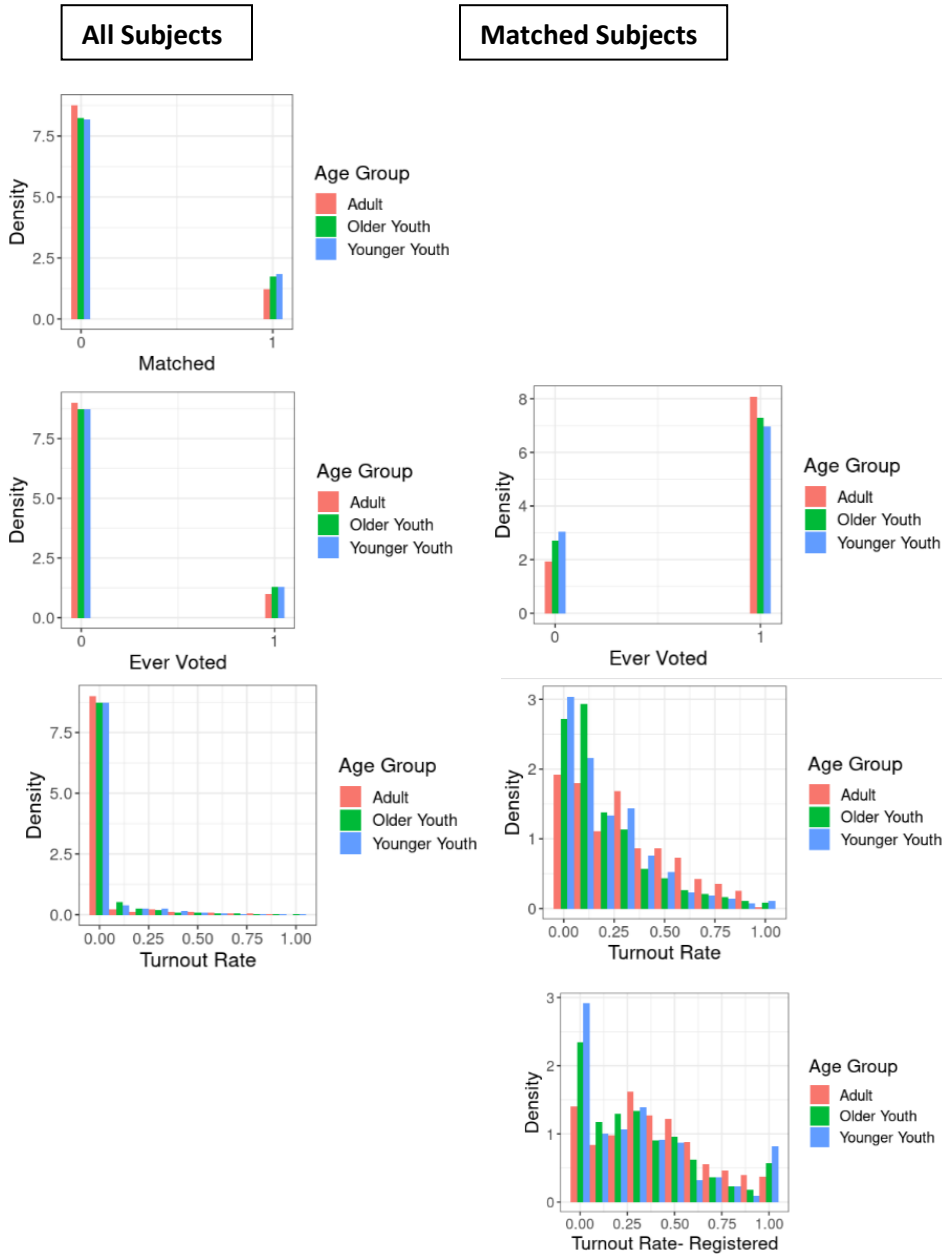 All Subjects
Matched Subjects
Density
7.5
5.0
2.5
0.0
0
1
Matched
Age Group
Adult
Older Youth
Younger Youth
Density
7.5
5.0
2.5
0.0
0
1
Ever Voted
Age Group
Adult
Older Youth
Younger Youth
Density
8
6
4
2
0
0
1
Ever Voted
Age Group
Adult
Older Youth
Younger Youth
Density
7.5
5.0
2.5
0.0
0.00 0.25 0.50 0.75 1.00
Turnout Rate
Age Group
Adult
Older Youth
Younger Youth
Density
3
2
1
0
0.00 0.25 0.50 0.75 1.00
Turnout Rate
Age Group
Adult
Older Youth
Younger Youth
Density
3
2
1
0
0.00 0.25 0.50 0.75 1.00
Turnout Rate- Registered
Age Group
Adult
Older Youth
Younger Youth